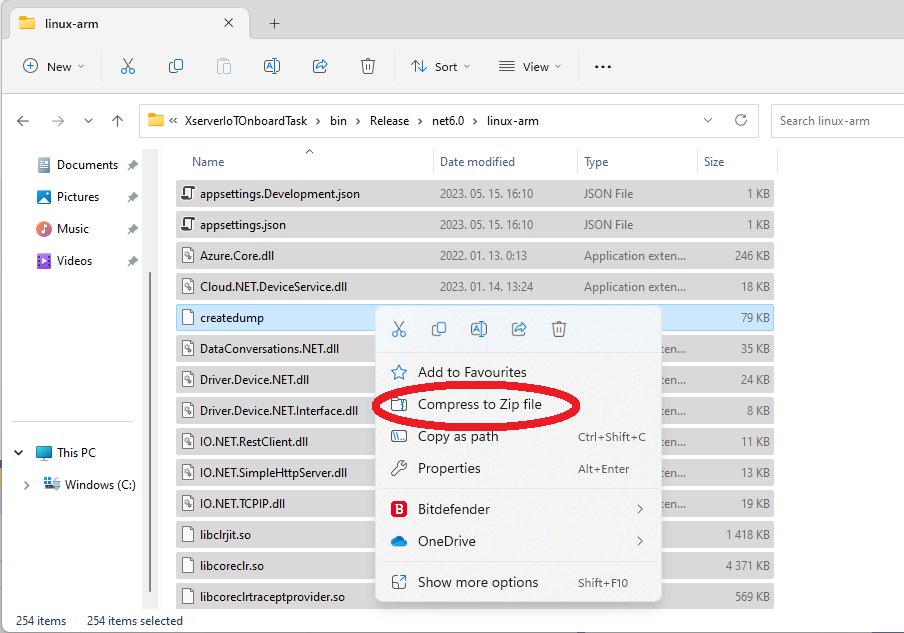 linux-arm
New
Sort
View
« XserverIoTOnboardTask > bin > Release > net6.0 > linux-arm
Search linux-arm
Documents
Pictures
Music
Videos
This PC
Windows (C:)
Name Date modified Type Size
appsettings.Development.json 2023. 05. 15. 16:10 JSON File 1 KB
appsettings.json 2023. 05. 15. 16:10 JSON File 1 KB
Azure.Core.dll 2022. 01. 13. 0:13 Application exten... 246 KB
Cloud.NET.DeviceService.dll 2023. 01. 14. 13:24 Application exten... 18 KB
createdump 79 KB
DataConversations.NET.dll xten... 35 KB
Driver.Device.NET.dll xten... 24 KB
Driver.Device.NET.Interface.dll xten... 8 KB
IO.NET.RestClient.dll xten... 11 KB
IO.NET.SimpleHttpServer.dll xten... 13 KB
IO.NET.TCPIP.dll xten... 19 KB
libclrjit.so 1 418 KB
libcoreclr.so 4 371 KB
libcoreclrtraceptprovider.so 569 KB
Add to Favourites
Compress to Zip file
Copy as path Ctrl+Shift+C
Properties Alt+Enter
Bitdefender
OneDrive
Show more options Shift+F10
254 items 254 items selected